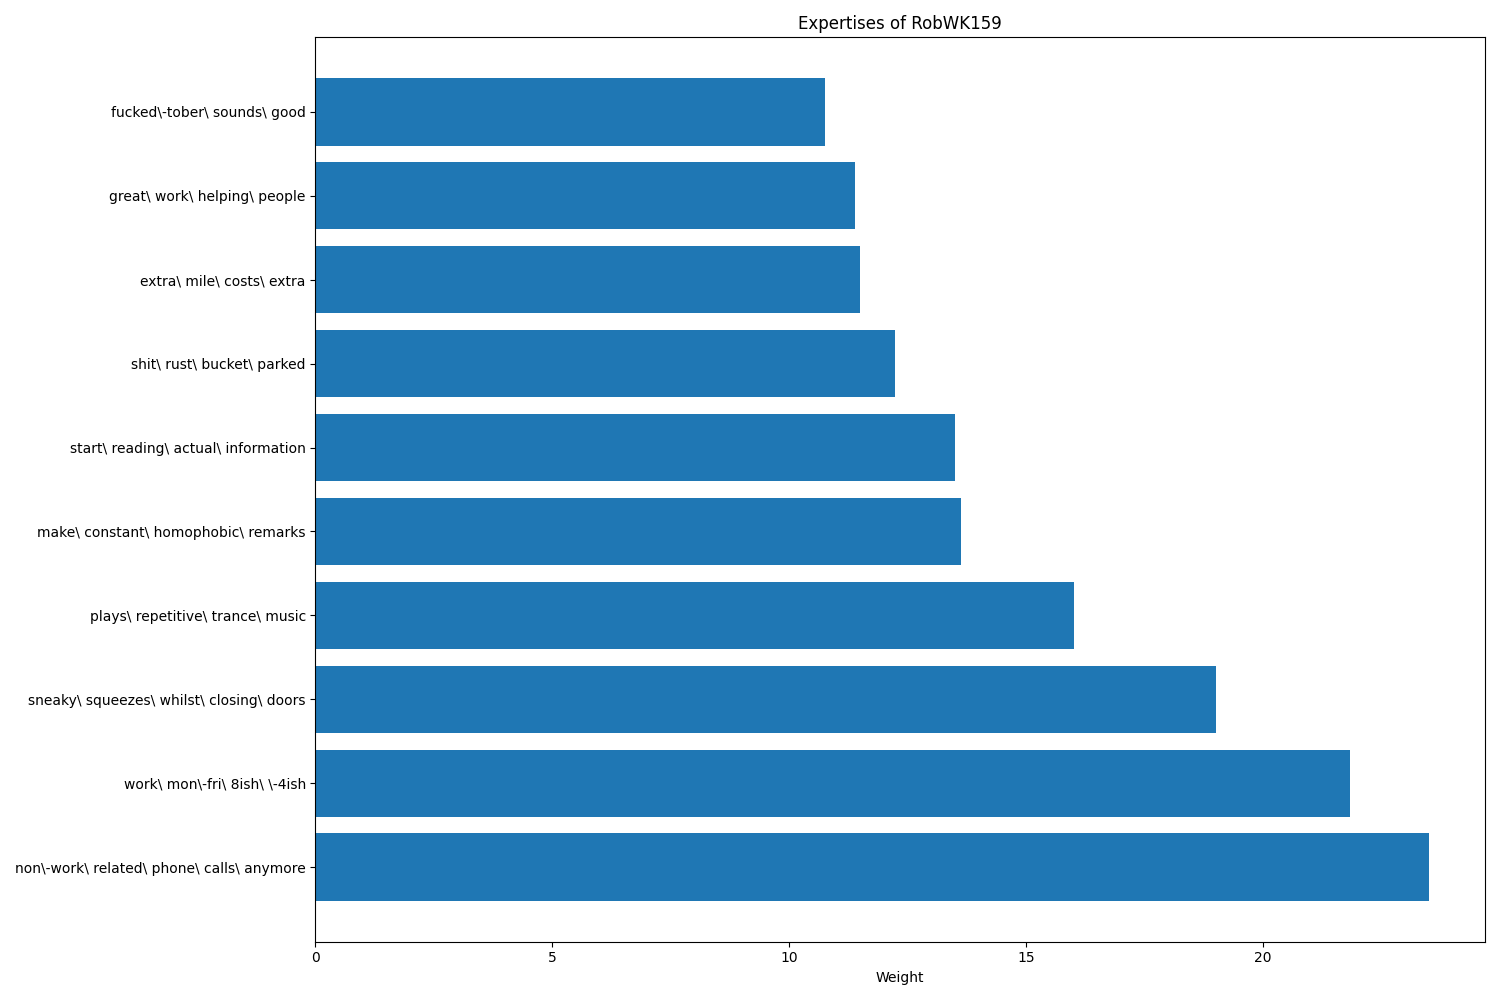 Expertises of RobWK159
fucked\-tober\ sounds\ good
great\ work\ helping\ people
extra\ mile\ costs\ extra
shit\ rust\ bucket\ parked
start\ reading\ actual\ information
make\ constant\ homophobic\ remarks
plays\ repetitive\ trance\ music
sneaky\ squeezes\ whilst\ closing\ doors
work\ mon\-fri\ 8ish\ \-4ish
non\-work\ related\ phone\ calls\ anymore
0 5 10 15 20
Weight